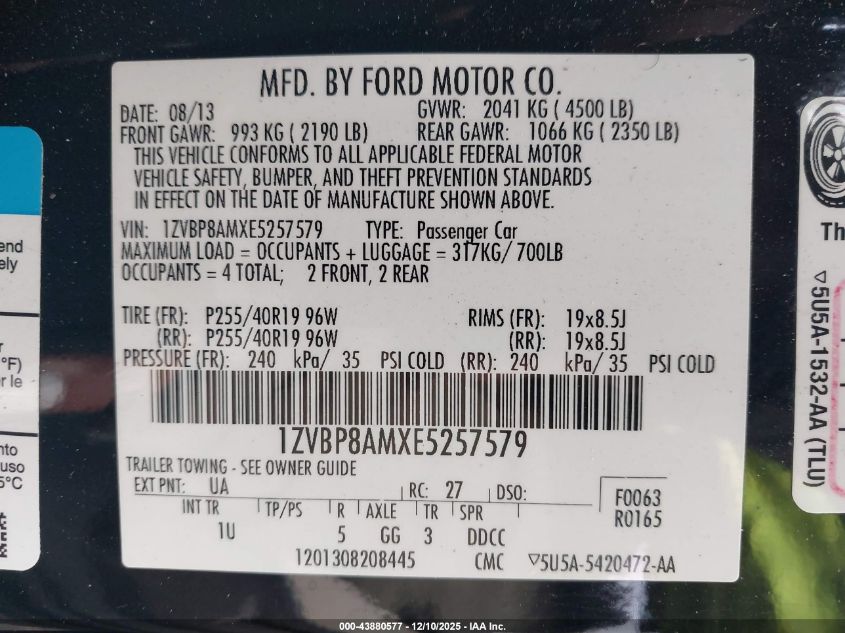 MFD. BY FORD MOTOR CO.
DATE: 08/13 GVWR: 2041 KG ( 4500 LB)
FRONT GAWR: 993 KG ( 2190 LB) REAR GAWR: 1066 KG ( 2350 LB)
THIS VEHICLE CONFORMS TO ALL APPLICABLE FEDERAL MOTOR
VEHICLE SAFETY, BUMPER, AND THEFT PREVENTION STANDARDS
IN EFFECT ON THE DATE OF MANUFACTURE SHOWN ABOVE.
VIN: 1ZVBP8AMXE5257579 TYPE: Passenger Car
MAXIMUM LOAD = OCCUPANTS + LUGGAGE = 317KG/ 700LB
OCCUPANTS = 4 TOTAL; 2 FRONT, 2 REAR
TIRE (FR): P255/40R19 96W RIMS (FR): 19x8.5J
(RR): P255/40R19 96W (RR): 19x8.5J
PRESSURE (FR): 240 kPa/ 35 PSI COLD (RR): 240 kPa/ 35 PSI COLD
1ZVBP8AMXE5257579
TRAILER TOWING - SEE OWNER GUIDE
EXT PNT: UA RC: 27 DSO: F0063
INT TR TP/PS R AXLE TR SPR R0165
1U 5 GG 3 DDCC
1201308208445 CMC ▽5U5A-5420472-AA
end
ely
r
°F)
r le
nto
uso
5°C
Th
▽5U5A-1532-AA (TLU)
000-43880577 - 12/10/2025 - IAA Inc.